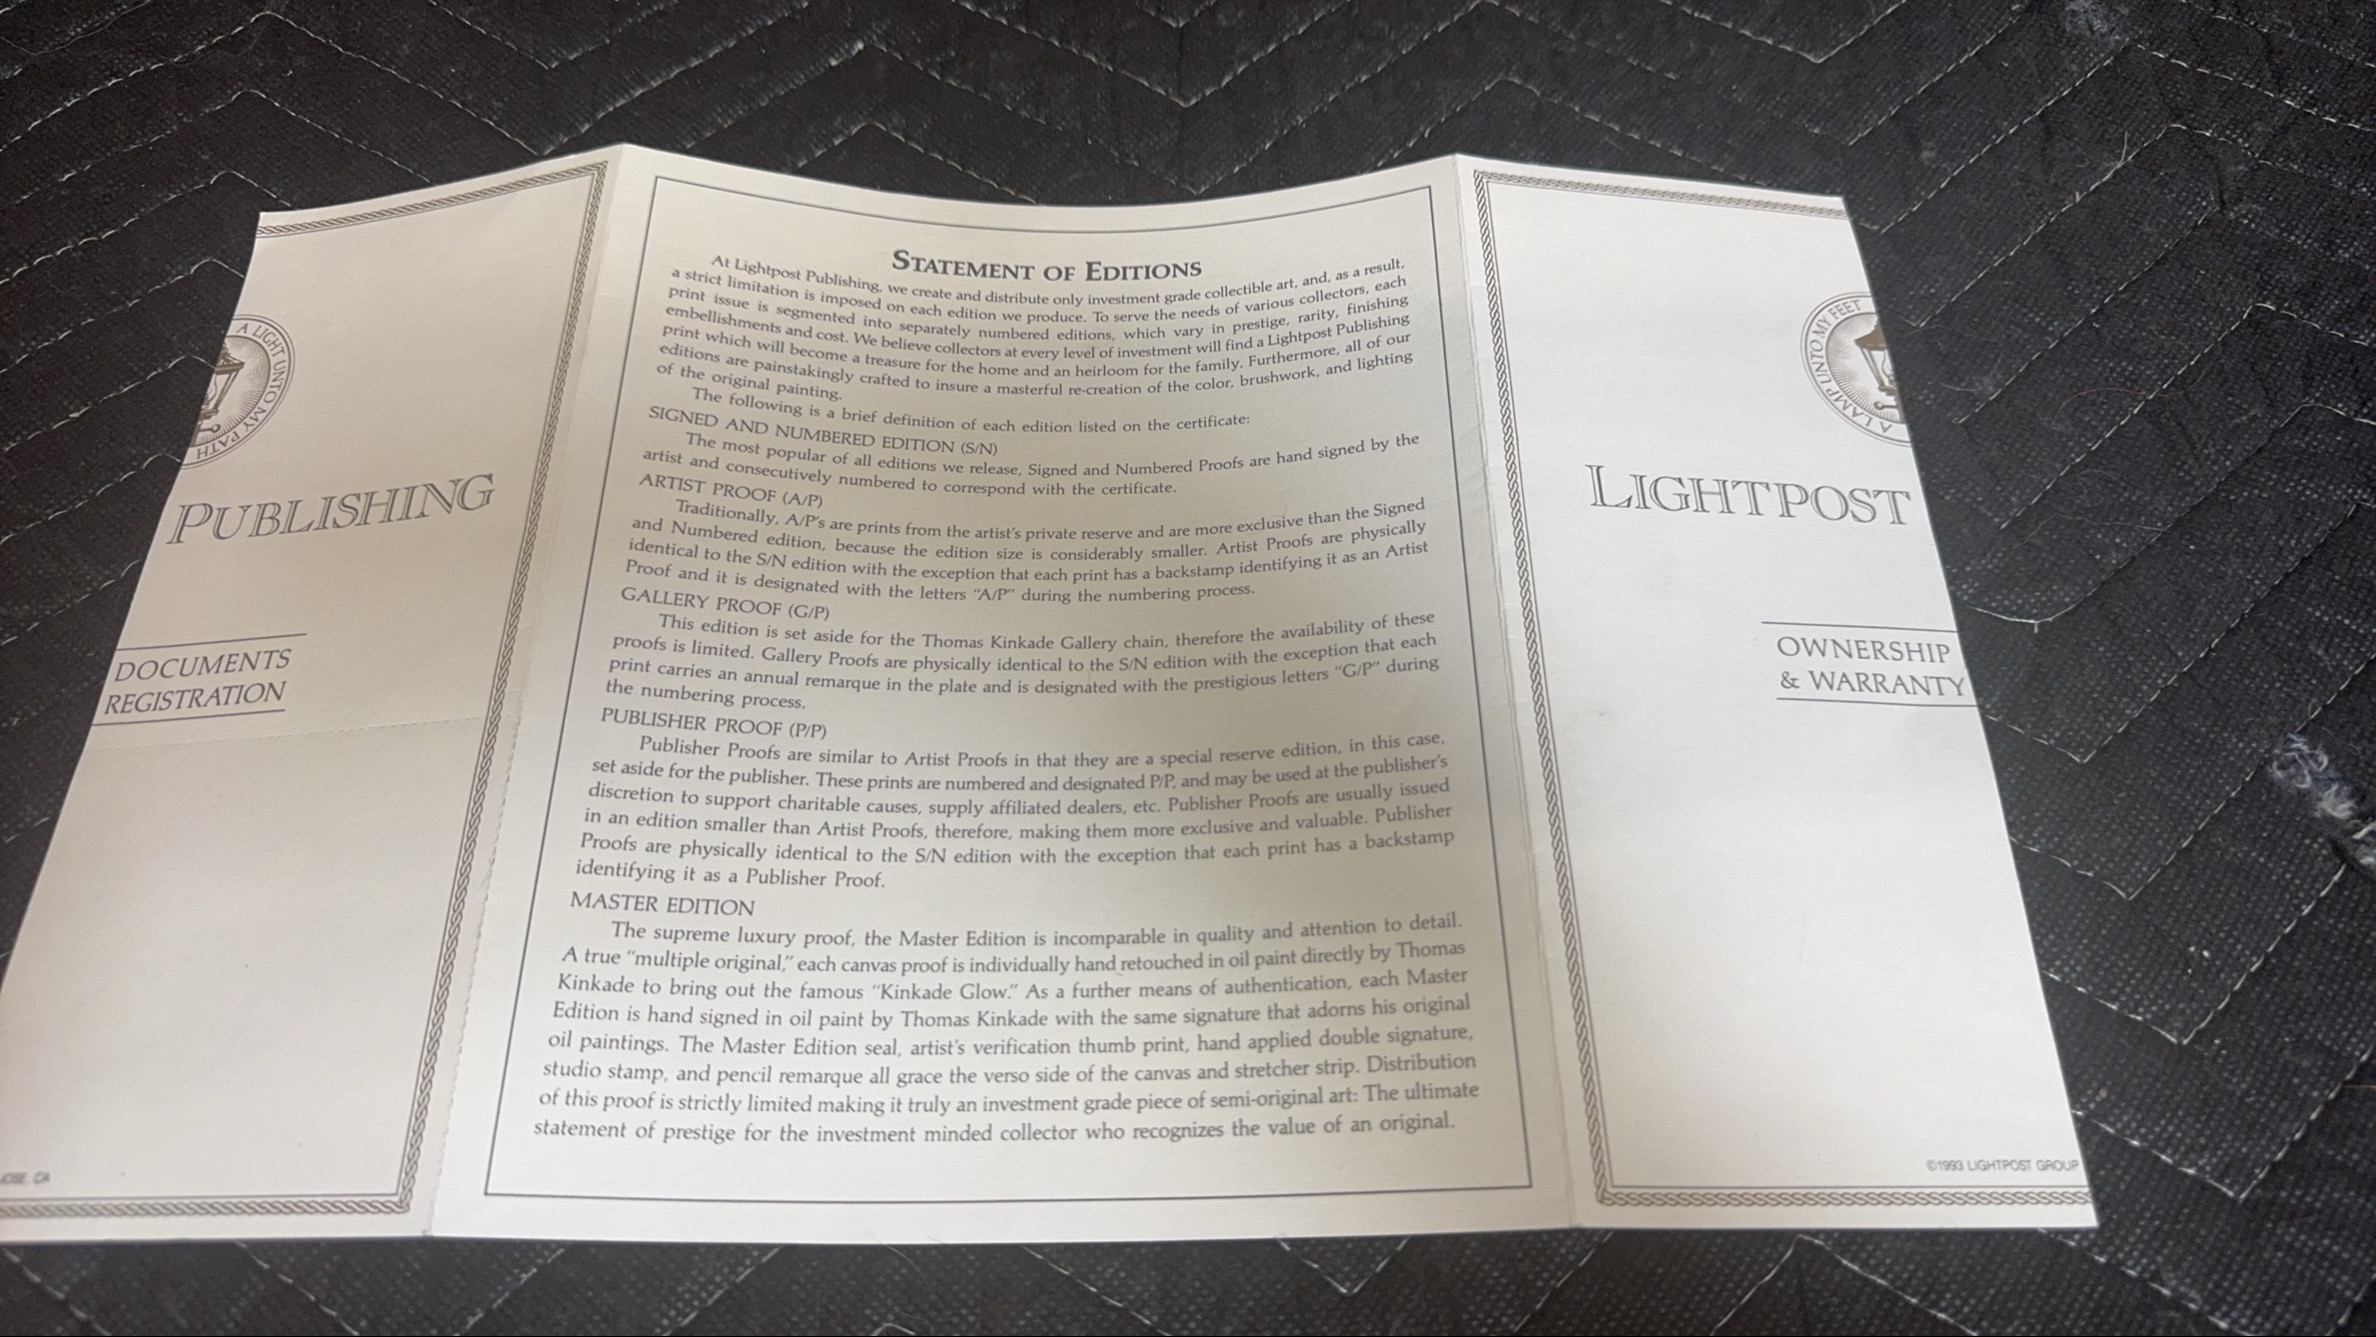 A LIGHT UNTO MY PATH
PUBLISHING
DOCUMENTS
REGISTRATION
JOSE, CA
STATEMENT OF EDITIONS
At Lightpost Publishing, we create and distribute only investment grade collectible art, and, as a result,
a strict limitation is imposed on each edition we produce. To serve the needs of various collectors, each
print issue is segmented into separately numbered editions, which vary in prestige, rarity, finishing
embellishments and cost. We believe collectors at every level of investment will find a Lightpost Publishing
print which will become a treasure for the home and an heirloom for the family. Furthermore, all of our
editions are painstakingly crafted to insure a masterful re-creation of the color, brushwork, and lighting
of the original painting.
The following is a brief definition of each edition listed on the certificate:
SIGNED AND NUMBERED EDITION (S/N)
The most popular of all editions we release, Signed and Numbered Proofs are hand signed by the
artist and consecutively numbered to correspond with the certificate.
ARTIST PROOF (A/P)
Traditionally, A/P's are prints from the artist's private reserve and are more exclusive than the Signed
and Numbered edition, because the edition size is considerably smaller. Artist Proofs are physically
identical to the S/N edition with the exception that each print has a backstamp identifying it as an Artist
Proof and it is designated with the letters "A/P" during the numbering process.
GALLERY PROOF (G/P)
This edition is set aside for the Thomas Kinkade Gallery chain, therefore the availability of these
proofs is limited. Gallery Proofs are physically identical to the S/N edition with the exception that each
print carries an annual remarque in the plate and is designated with the prestigious letters "G/P" during
the numbering process.
PUBLISHER PROOF (P/P)
Publisher Proofs are similar to Artist Proofs in that they are a special reserve edition, in this case,
set aside for the publisher. These prints are numbered and designated P/P, and may be used at the publisher's
discretion to support charitable causes, supply affiliated dealers, etc. Publisher Proofs are usually issued
in an edition smaller than Artist Proofs, therefore, making them more exclusive and valuable. Publisher
Proofs are physically identical to the S/N edition with the exception that each print has a backstamp
identifying it as a Publisher Proof.
MASTER EDITION
The supreme luxury proof, the Master Edition is incomparable in quality and attention to detail.
A true "multiple original," each canvas proof is individually hand retouched in oil paint directly by Thomas
Kinkade to bring out the famous "Kinkade Glow." As a further means of authentication, each Master
Edition is hand signed in oil paint by Thomas Kinkade with the same signature that adorns his original
oil paintings. The Master Edition seal, artist's verification thumb print, hand applied double signature,
studio stamp, and pencil remarque all grace the verso side of the canvas and stretcher strip. Distribution
of this proof is strictly limited making it truly an investment grade piece of semi-original art: The ultimate
statement of prestige for the investment minded collector who recognizes the value of an original.
A LAMP UNTO MY FEET
LIGHTPOST
OWNERSHIP
& WARRANTY
©1993 LIGHTPOST GROUP